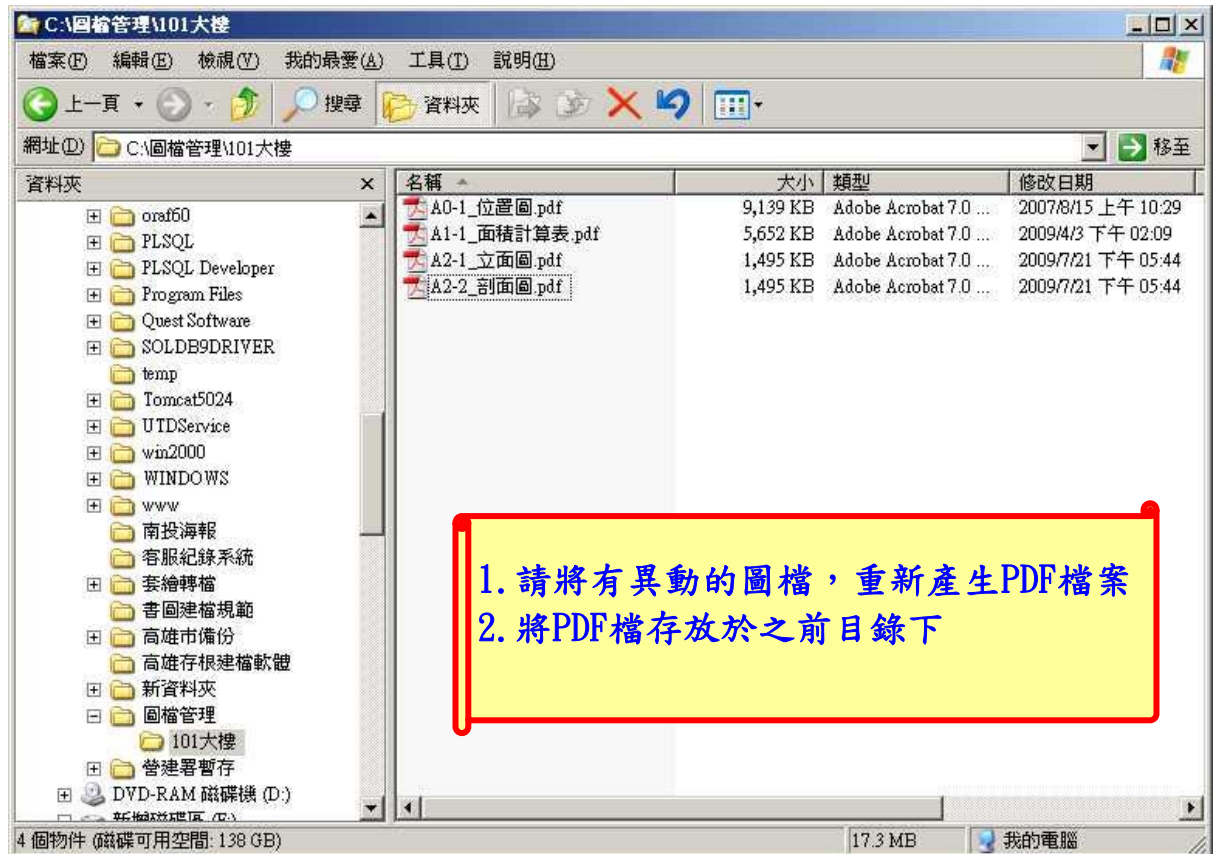 C:\圖檔管理\101大樓
檔案(F) 編輯(E) 檢視(V) 我的最愛(A) 工具(T) 說明(H)
上一頁 搜尋 資料夾
網址(D) C:\圖檔管理\101大樓 移至
資料夾 x 名稱 大小 類型 修改日期
oraf60
PLSQL
PLSQL Developer
Program Files
Quest Software
SOLDB9DRIVER
temp
Tomcat5024
UTDService
win2000
WINDOWS
www
南投海報
客服紀錄系統
套繪轉檔
書圖建檔規範
高雄市備份
高雄存根建檔軟體
新資料夾
圖檔管理
101大樓
營建署暫存
DVD-RAM 磁碟機 (D:)
新增磁碟區 (E:)
A0-1_位置圖.pdf 9,139 KB Adobe Acrobat 7.0 ... 2007/8/15 上午 10:29
A1-1_面積計算表.pdf 5,652 KB Adobe Acrobat 7.0 ... 2009/4/3 下午 02:09
A2-1_立面圖.pdf 1,495 KB Adobe Acrobat 7.0 ... 2009/7/21 下午 05:44
A2-2_剖面圖.pdf 1,495 KB Adobe Acrobat 7.0 ... 2009/7/21 下午 05:44
1.請將有異動的圖檔，重新產生PDF檔案
2.將PDF檔存放於之前目錄下
4 個物件 (磁碟可用空間: 138 GB) 17.3 MB 我的電腦